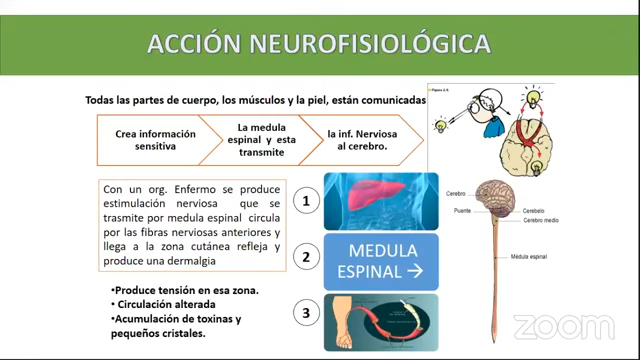 ACCIÓN NEUROFISIOLÓGICA
Todas las partes de cuerpo, los músculos y la piel, están comunicadas
Crea información
sensitiva
La medula
espinal y esta
transmite
la inf. Nerviosa
al cerebro.
Con un org. Enfermo se produce
estimulación nerviosa que se
trasmite por medula espinal circula
por las fibras nerviosas anteriores y
llega a la zona cutánea refleja y
produce una dermalgia
•Produce tensión en esa zona.
• Circulación alterada
•Acumulación de toxinas y
pequeños cristales.
1
2
MEDULA
ESPINAL →
3
Cerebro
Puente
Cerebelo
Cerebro medio
Médula espinal
zoom